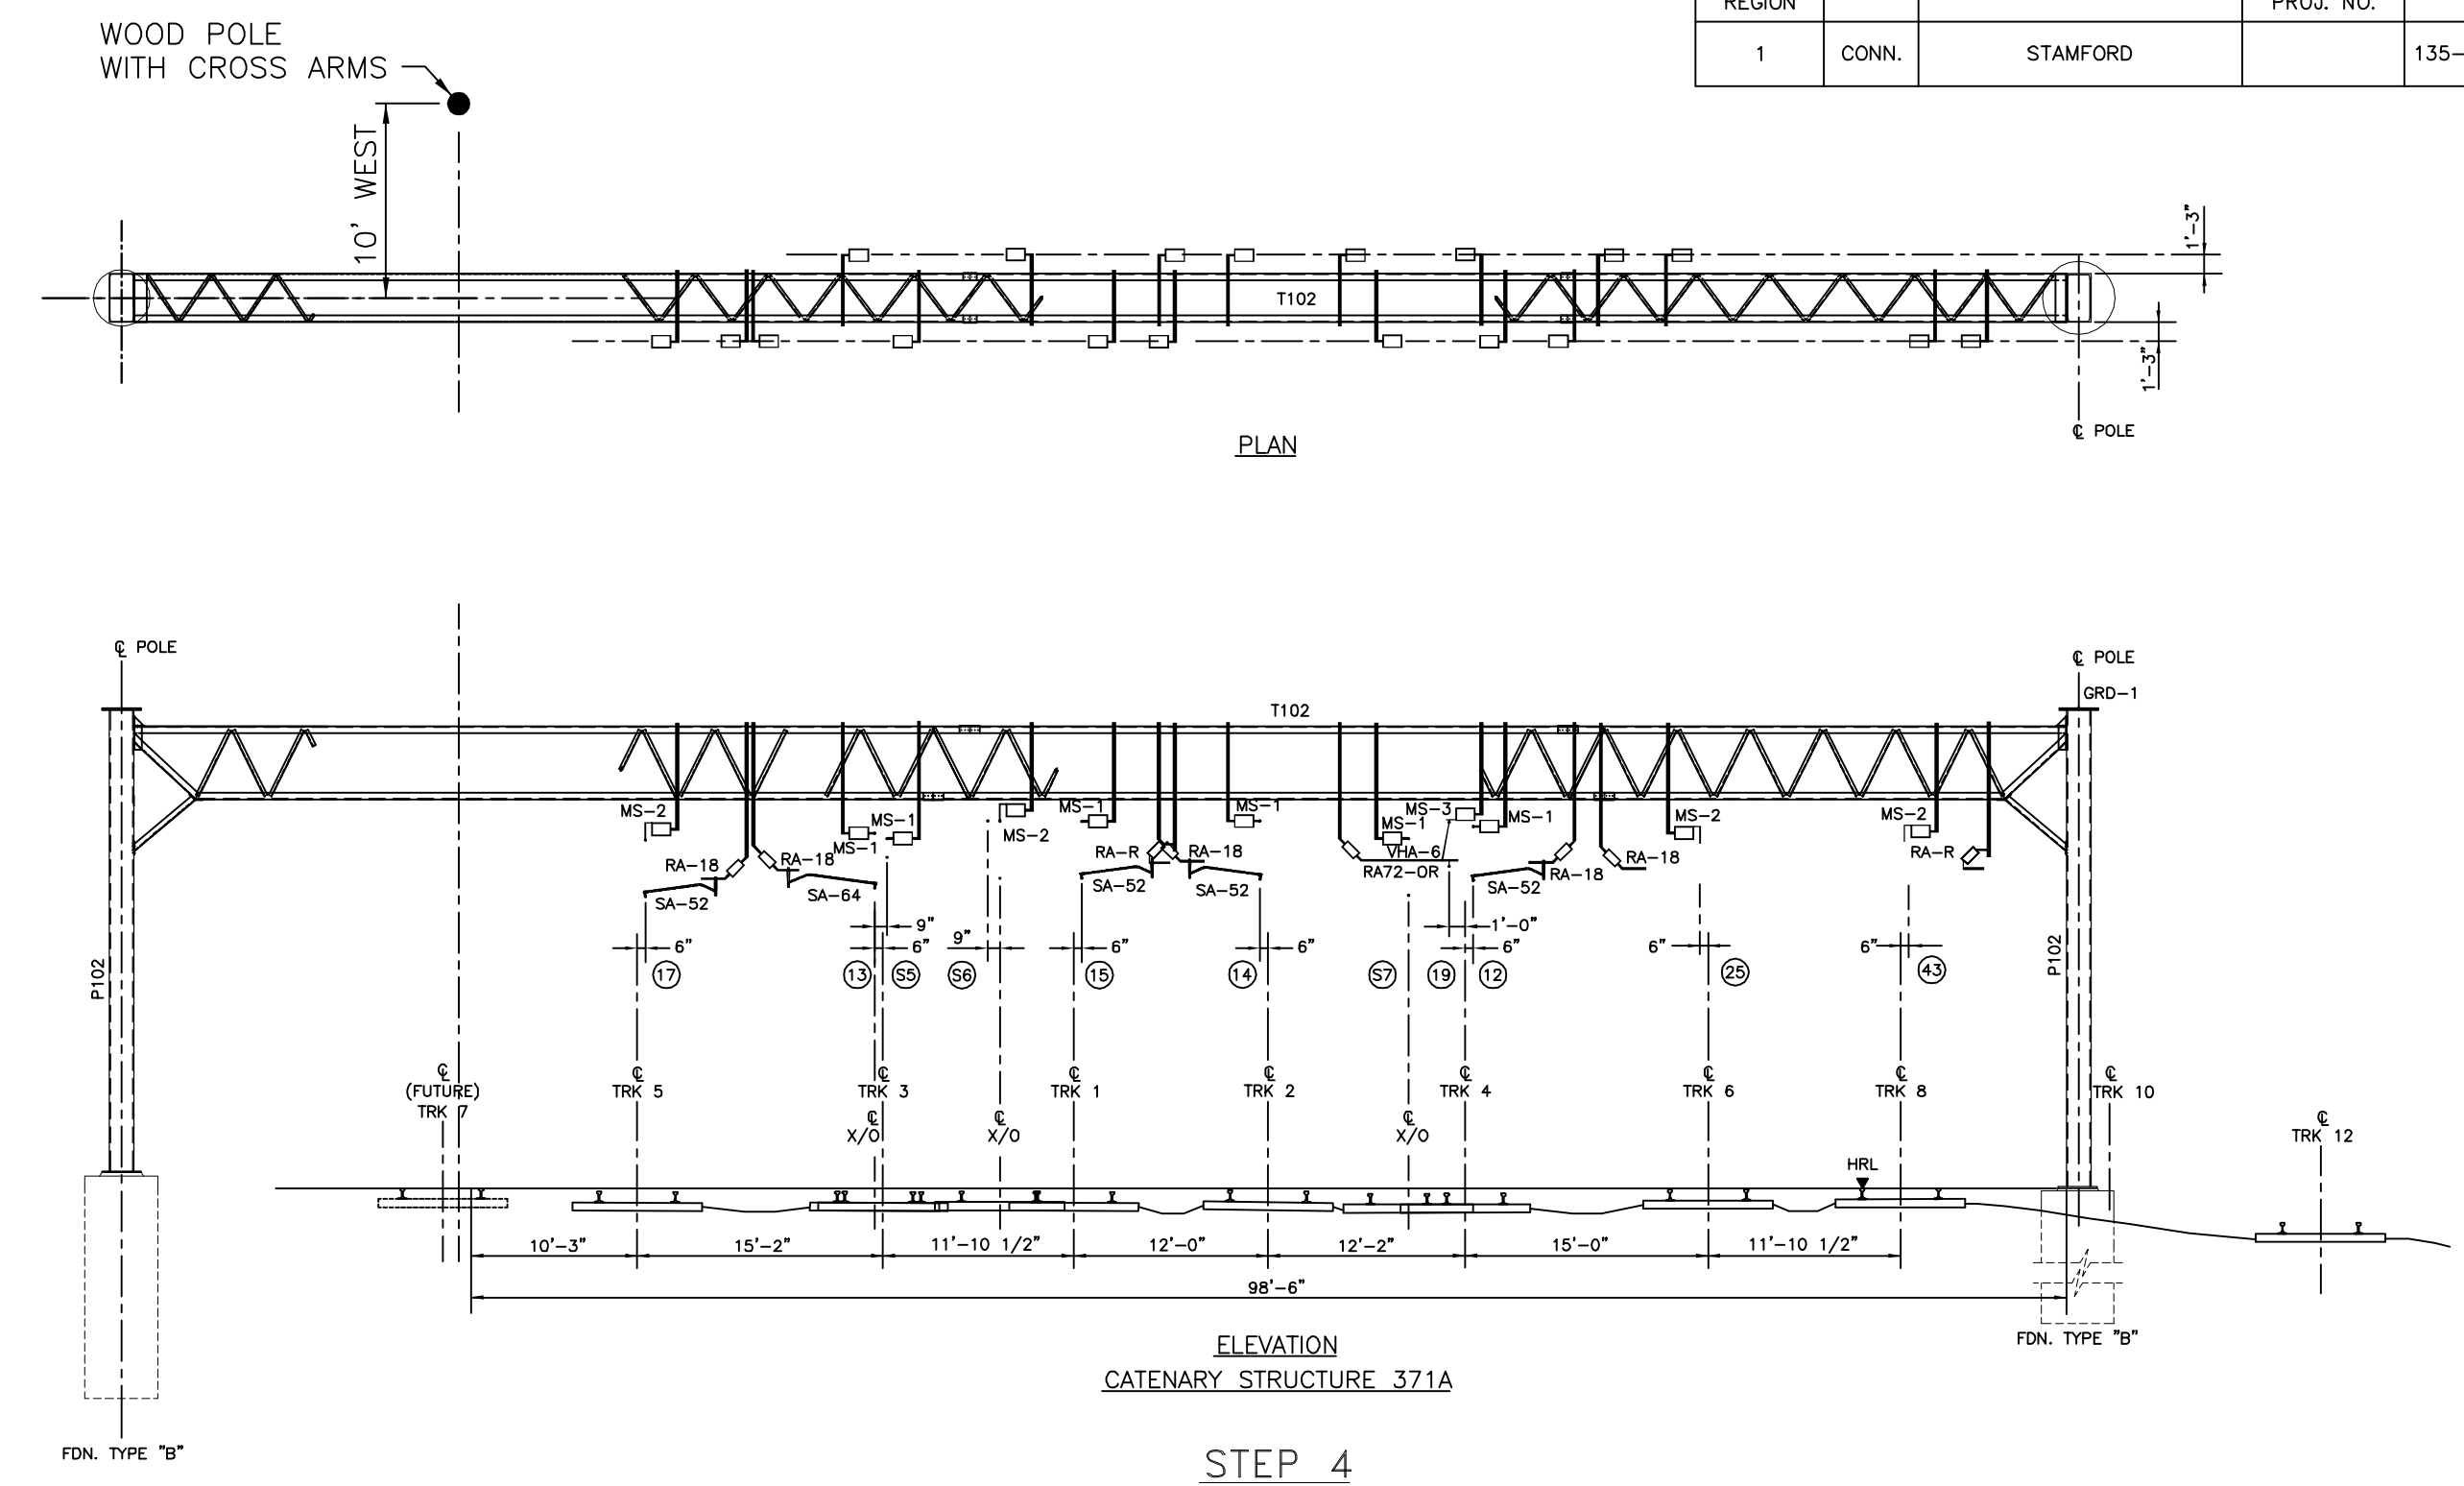 REGION PROJ. NO.
1 CONN. STAMFORD 135-
WOOD POLE
WITH CROSS ARMS
10' WEST
1'-3"
T102
1'-3"
℄ POLE
PLAN
℄ POLE
℄ POLE
GRD-1
T102
MS-2
MS-1
MS-1
MS-2
MS-1
MS-1
MS-3
MS-1
MS-1
MS-2
MS-2
RA-18
RA-18
RA-R
RA-18
VHA-6
RA72-OR
RA-18
RA-18
RA-R
SA-52
SA-64
SA-52
SA-52
SA-52
9"
1'-0"
6"
6"
9"
6"
6"
6"
6"
6"
17
13
S5
S6
15
14
S7
19
12
25
43
P102
P102
℄
(FUTURE)
TRK 7
℄
TRK 5
℄
TRK 3
℄
TRK 1
℄
TRK 2
℄
TRK 4
℄
TRK 6
℄
TRK 8
℄
TRK 10
℄
X/O
℄
X/O
℄
X/O
℄
TRK 12
HRL
10'-3" 15'-2" 11'-10 1/2" 12'-0" 12'-2" 15'-0" 11'-10 1/2"
98'-6"
FDN. TYPE "B"
ELEVATION
CATENARY STRUCTURE 371A
FDN. TYPE "B"
STEP 4